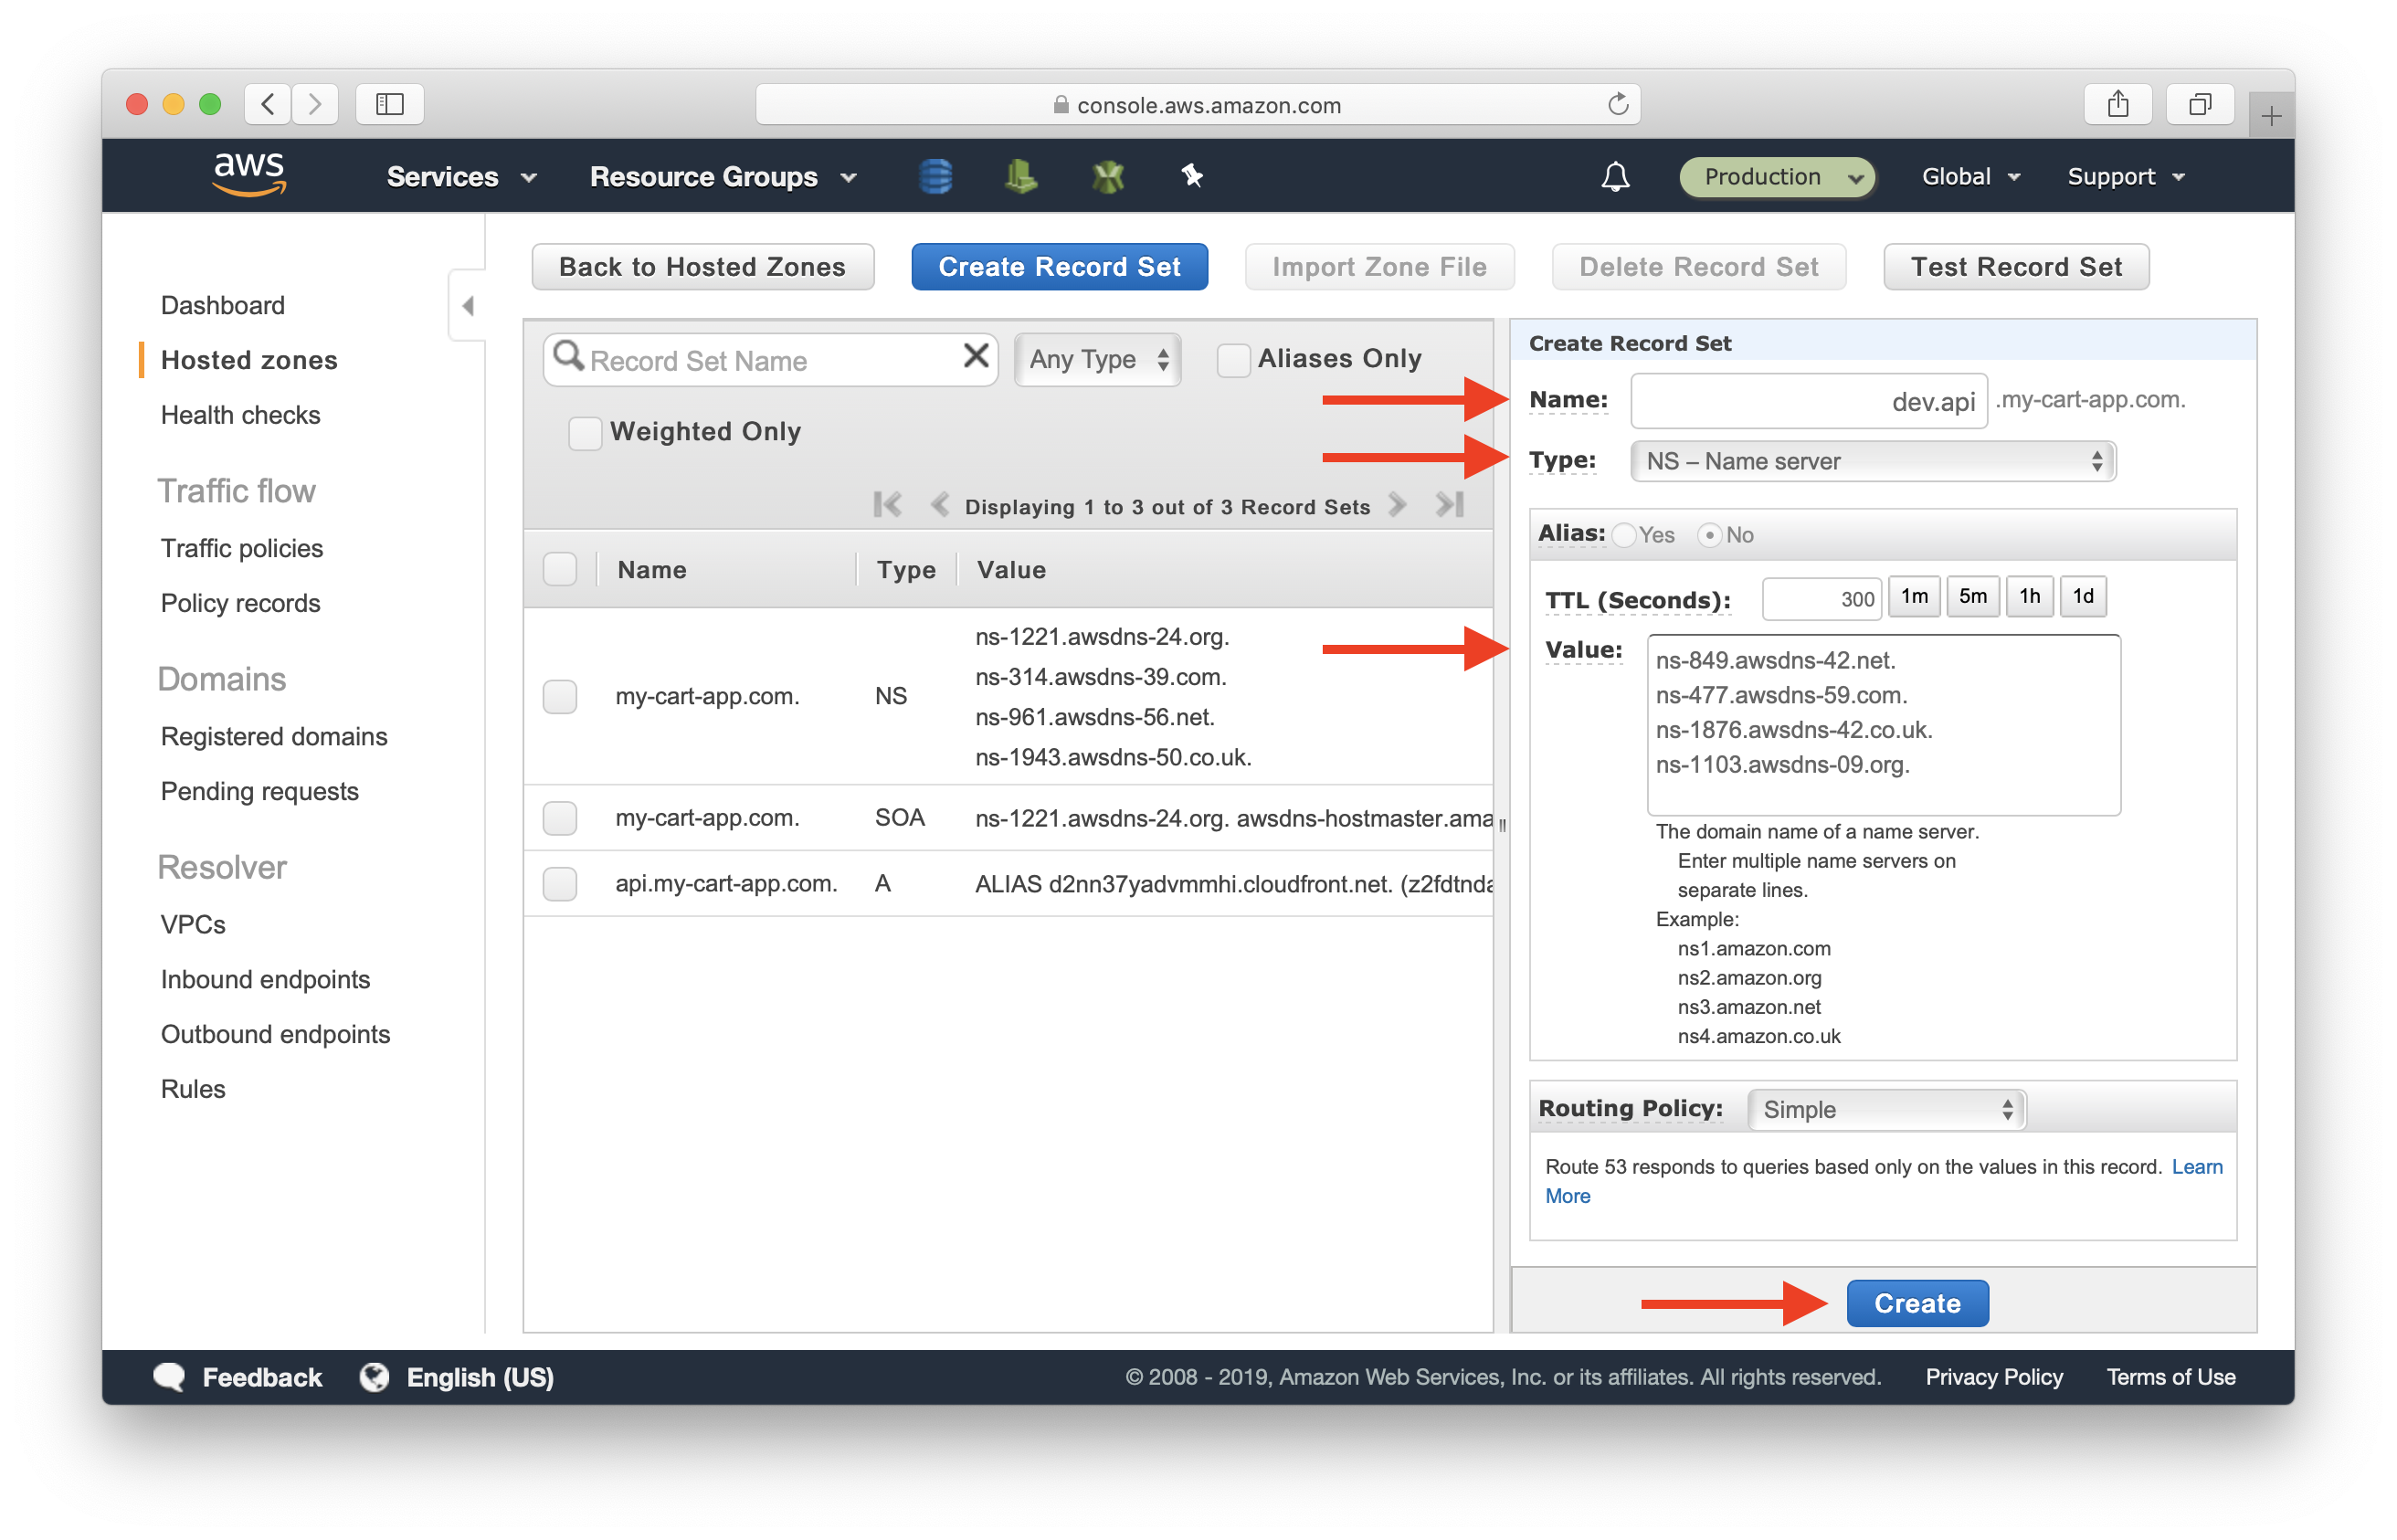 console.aws.amazon.com
aws
Services
Resource Groups
Production
Global
Support
Back to Hosted Zones
Create Record Set
Import Zone File
Delete Record Set
Test Record Set
Dashboard
Hosted zones
Health checks
Traffic flow
Traffic policies
Policy records
Domains
Registered domains
Pending requests
Resolver
VPCs
Inbound endpoints
Outbound endpoints
Rules
Record Set Name
Any Type
Aliases Only
Weighted Only
Displaying 1 to 3 out of 3 Record Sets
Name Type Value
my-cart-app.com. NS
ns-1221.awsdns-24.org.
ns-314.awsdns-39.com.
ns-961.awsdns-56.net.
ns-1943.awsdns-50.co.uk.
my-cart-app.com. SOA ns-1221.awsdns-24.org. awsdns-hostmaster.ama
api.my-cart-app.com. A ALIAS d2nn37yadvmmhi.cloudfront.net. (z2fdtnda
Create Record Set
Name: dev.api .my-cart-app.com.
Type: NS – Name server
Alias: Yes No
TTL (Seconds): 300 1m 5m 1h 1d
Value:
ns-849.awsdns-42.net.
ns-477.awsdns-59.com.
ns-1876.awsdns-42.co.uk.
ns-1103.awsdns-09.org.
The domain name of a name server.
Enter multiple name servers on
separate lines.
Example:
ns1.amazon.com
ns2.amazon.org
ns3.amazon.net
ns4.amazon.co.uk
Routing Policy: Simple
Route 53 responds to queries based only on the values in this record. Learn
More
Create
Feedback
English (US)
© 2008 - 2019, Amazon Web Services, Inc. or its affiliates. All rights reserved.
Privacy Policy
Terms of Use